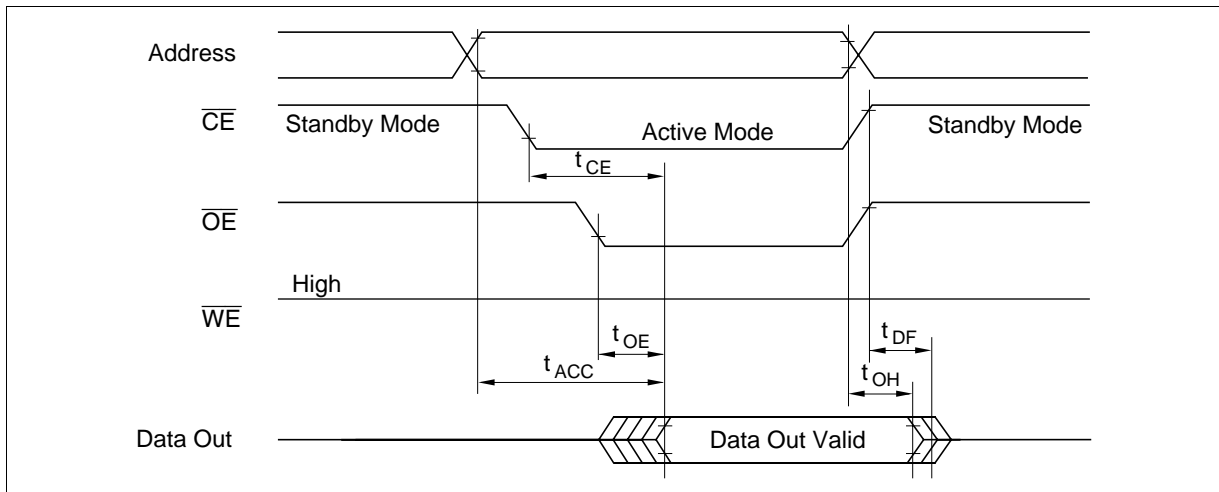 Address
CE
Standby Mode
Active Mode
Standby Mode
t CE
OE
High
WE
t OE
t DF
t ACC
t OH
Data Out
Data Out Valid